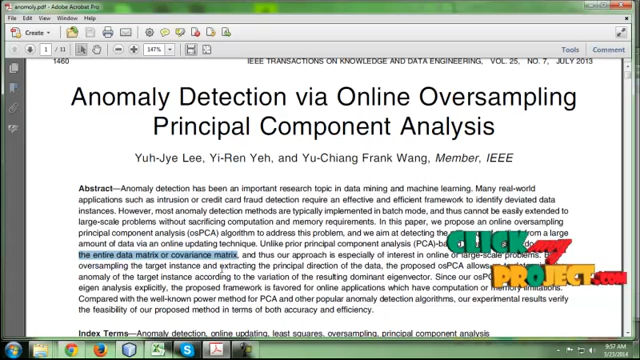 anomoly.pdf - Adobe Acrobat Pro
File Edit View Window Help
Create
1 / 11 147% Tools Comment
1460 IEEE TRANSACTIONS ON KNOWLEDGE AND DATA ENGINEERING, VOL. 25, NO. 7, JULY 2013
Anomaly Detection via Online Oversampling
Principal Component Analysis
Yuh-Jye Lee, Yi-Ren Yeh, and Yu-Chiang Frank Wang, Member, IEEE
Abstract—Anomaly detection has been an important research topic in data mining and machine learning. Many real-world
applications such as intrusion or credit card fraud detection require an effective and efficient framework to identify deviated data
instances. However, most anomaly detection methods are typically implemented in batch mode, and thus cannot be easily extended to
large-scale problems without sacrificing computation and memory requirements. In this paper, we propose an online oversampling
principal component analysis (osPCA) algorithm to address this problem, and we aim at detecting the from a large
amount of data via an online updating technique. Unlike prior principal component analysis (PCA)-based
the entire data matrix or covariance matrix, and thus our approach is especially of interest in online or large-scale problems. B
oversampling the target instance and extracting the principal direction of the data, the proposed osPCA allows
anomaly of the target instance according to the variation of the resulting dominant eigenvector. Since our osPC
eigen analysis explicitly, the proposed framework is favored for online applications which have computation or memory limitations.
Compared with the well-known power method for PCA and other popular anomaly detection algorithms, our experimental results verify
the feasibility of our proposed method in terms of both accuracy and efficiency.
Index Terms—Anomaly detection, online updating, least squares, oversampling, principal component analysis
CLICK my
PROJECT.COM
9:57 AM
3/23/2014